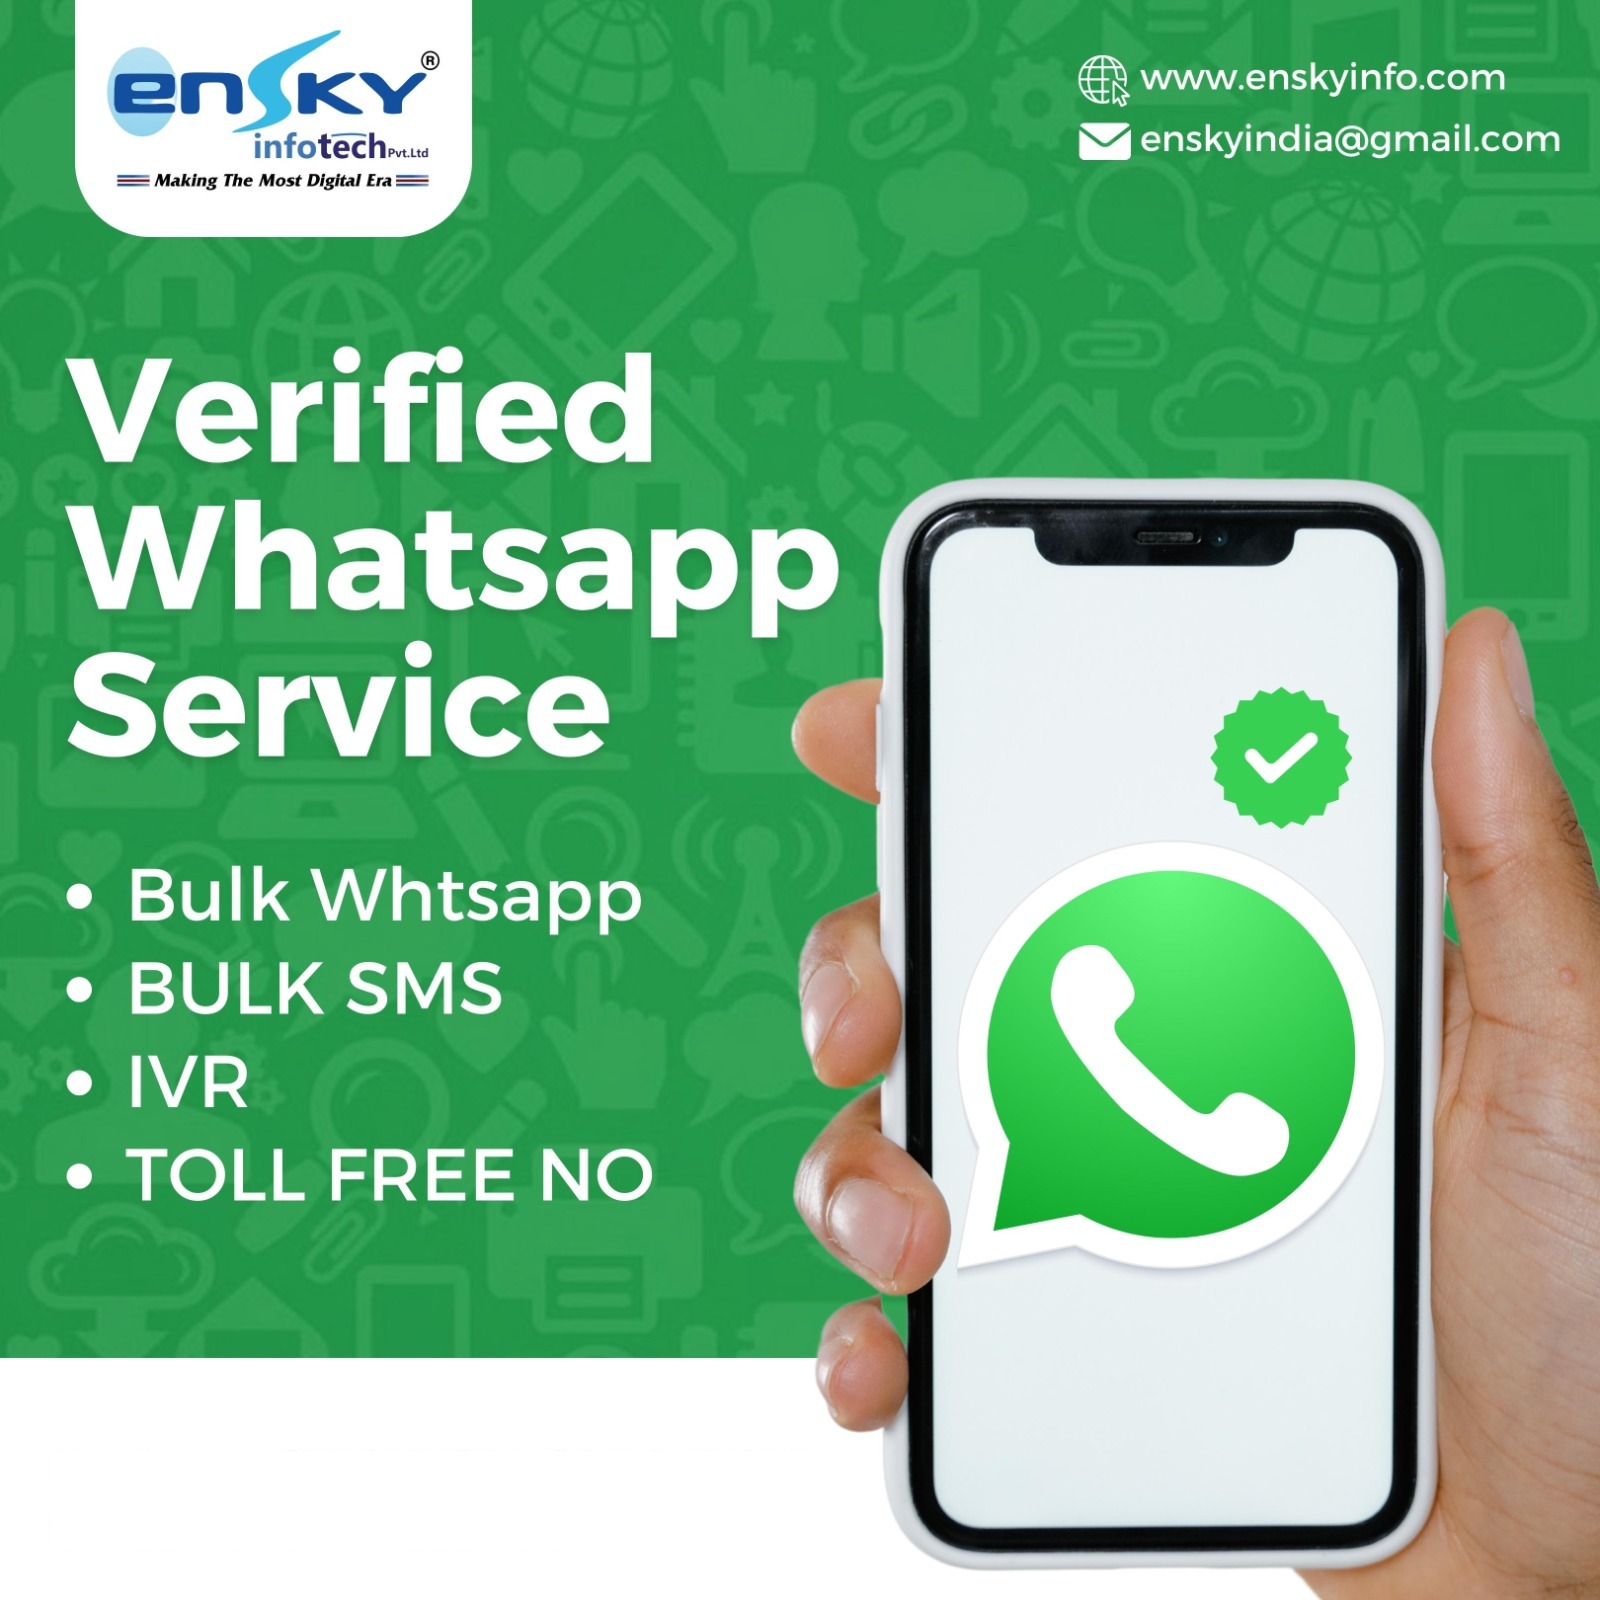 enSKY®
infotech Pvt.Ltd
Making The Most Digital Era
www.enskyinfo.com
enskyindia@gmail.com
Verified
Whatsapp
Service
• Bulk Whtsapp
• BULK SMS
• IVR
• TOLL FREE NO